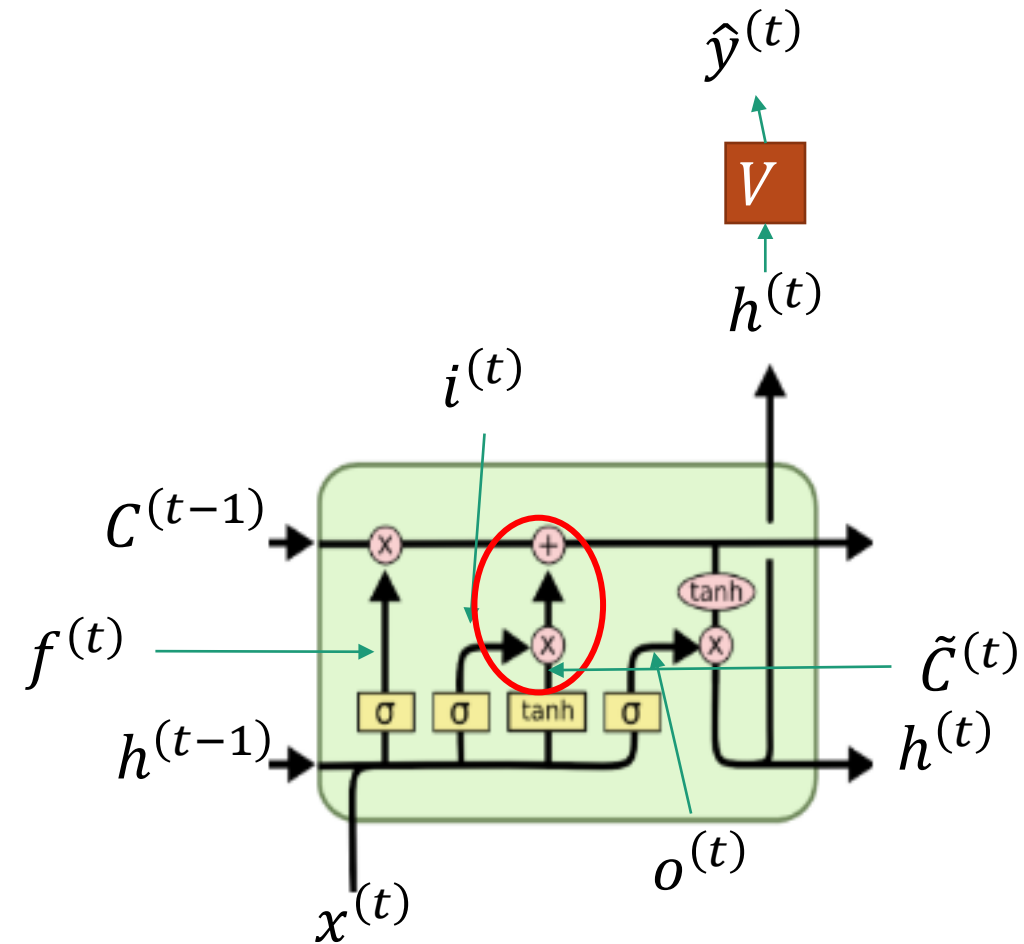 ŷ^(t)
V
h^(t)
i^(t)
C^(t−1)
x +
tanh
f^(t)
x x
C̃^(t)
σ σ tanh σ
h^(t−1)
h^(t)
o^(t)
x^(t)